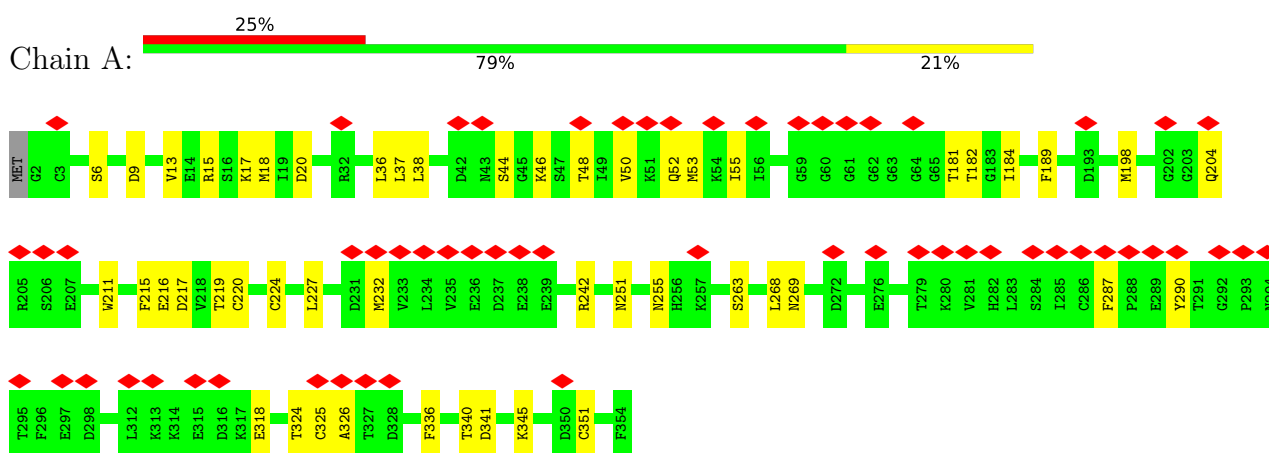 25%
Chain A:
79% 21%
MET G2 C3 S6 D9 V13 E14 R15 S16 K17 M18 I19 D20 R32 L36 L37 L38 D42 N43 S44 G45 K46 S47 T48 I49 V50 K51 Q52 M53 K54 I55 I56 G59 G60 G61 G62 G63 G64 G65 T181 T182 G183 I184 F189 D193 M198 G202 G203 Q204
R205 S206 E207 W211 F215 E216 D217 V218 T219 C220 C224 L227 D231 M232 V233 L234 V235 E236 D237 E238 E239 R242 N251 N255 H256 K257 S263 L268 N269 D272 E276 T279 K280 V281 H282 L283 S284 I285 C286 F287 P288 E289 Y290 T291 G292 P293
T295 F296 E297 D298 L312 K313 K314 E315 D316 K317 E318 T324 C325 A326 T327 D328 F336 T340 D341 K345 D350 C351 F354